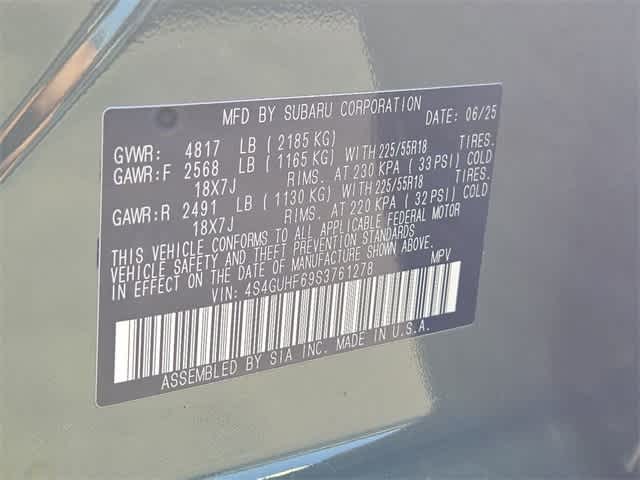 MFD BY SUBARU CORPORATION DATE: 06/25
GVWR: 4817 LB ( 2185 KG)
GAWR:F 2568 LB ( 1165 KG) WITH 225/55R18 TIRES.
18X7J RIMS. AT 230 KPA ( 33 PSI) COLD
GAWR:R 2491 LB ( 1130 KG) WITH 225/55R18 TIRES.
18X7J RIMS. AT 220 KPA ( 32 PSI) COLD
THIS VEHICLE CONFORMS TO ALL APPLICABLE FEDERAL MOTOR
VEHICLE SAFETY AND THEFT PREVENTION STANDARDS
IN EFFECT ON THE DATE OF MANUFACTURE SHOWN ABOVE.
VIN: 4S4GUHF69S3761278 MPV
ASSEMBLED BY SIA INC. MADE IN U.S.A.